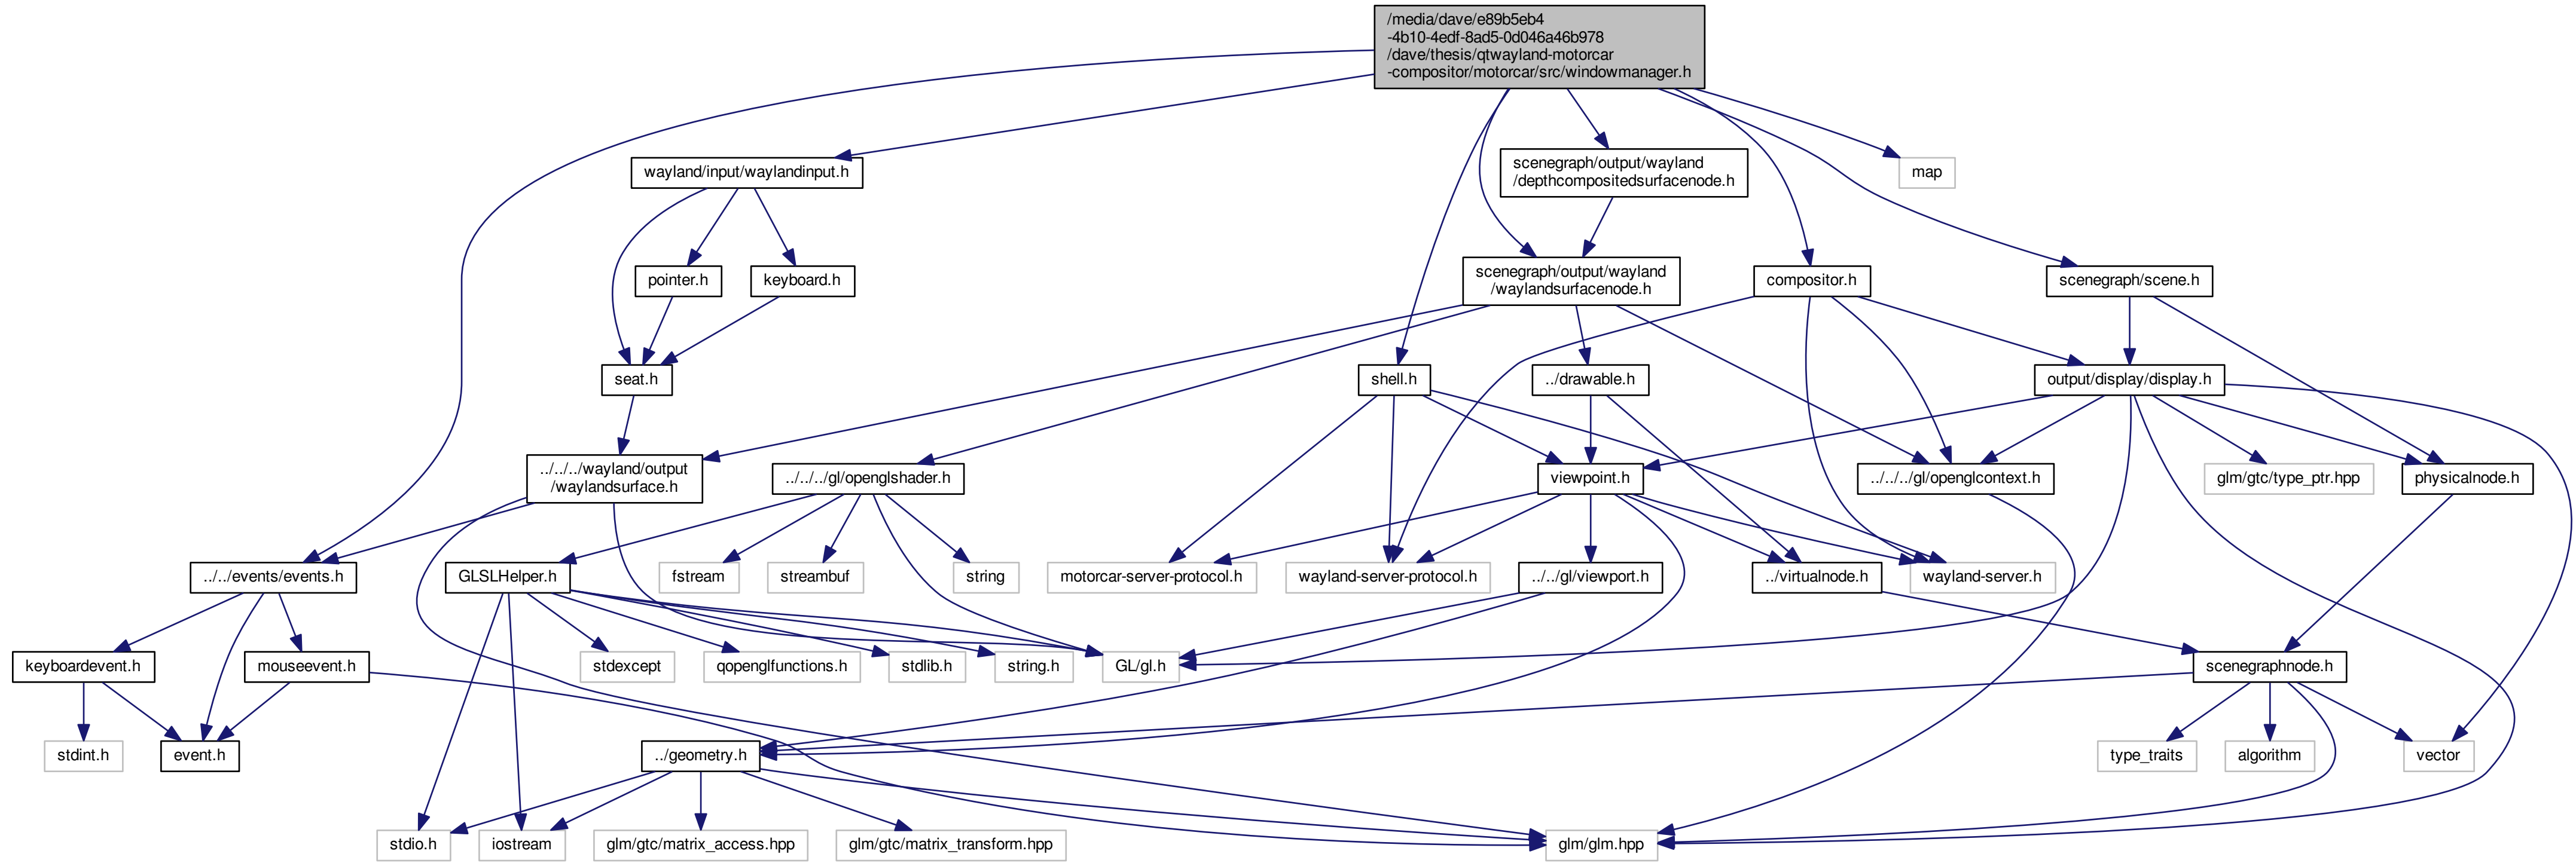 /media/dave/e89b5eb4
-4b10-4edf-8ad5-0d046a46b978
/dave/thesis/qtwayland-motorcar
-compositor/motorcar/src/windowmanager.h
wayland/input/waylandinput.h
scenegraph/output/wayland
/depthcompositedsurfacenode.h
map
pointer.h
keyboard.h
scenegraph/output/wayland
/waylandsurfacenode.h
compositor.h
scenegraph/scene.h
seat.h
shell.h
../drawable.h
output/display/display.h
../../../wayland/output
/waylandsurface.h
../../../gl/openglshader.h
viewpoint.h
../../../gl/openglcontext.h
glm/gtc/type_ptr.hpp
physicalnode.h
../../events/events.h
GLSLHelper.h
fstream
streambuf
string
motorcar-server-protocol.h
wayland-server-protocol.h
../../gl/viewport.h
../virtualnode.h
wayland-server.h
keyboardevent.h
mouseevent.h
stdexcept
qopenglfunctions.h
stdlib.h
string.h
GL/gl.h
scenegraphnode.h
stdint.h
event.h
../geometry.h
type_traits
algorithm
vector
stdio.h
iostream
glm/gtc/matrix_access.hpp
glm/gtc/matrix_transform.hpp
glm/glm.hpp